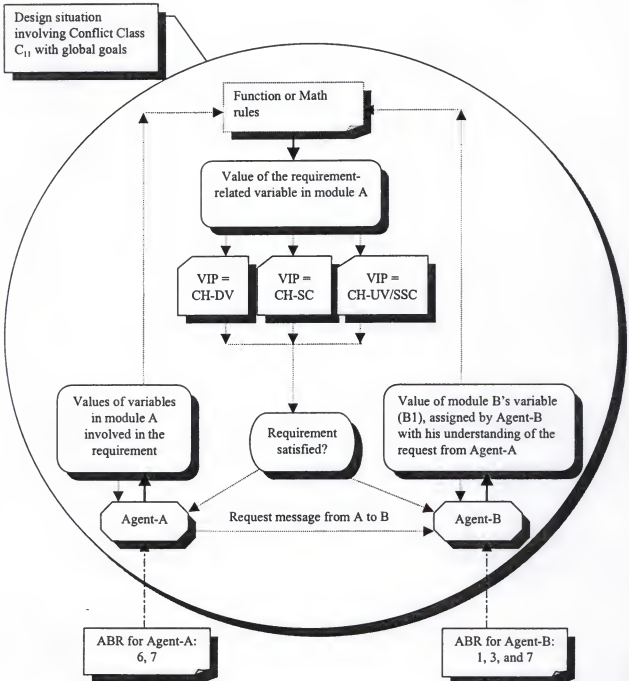 Design situation
involving Conflict Class
C₁₁ with global goals
Function or Math
rules
Value of the requirement-
related variable in module A
VIP =
CH-DV
VIP =
CH-SC
VIP =
CH-UV/SSC
Values of variables
in module A
involved in the
requirement
Requirement
satisfied?
Value of module B's variable
(B1), assigned by Agent-B
with his understanding of the
request from Agent-A
Agent-A
Request message from A to B
Agent-B
ABR for Agent-A:
6, 7
ABR for Agent-B:
1, 3, and 7